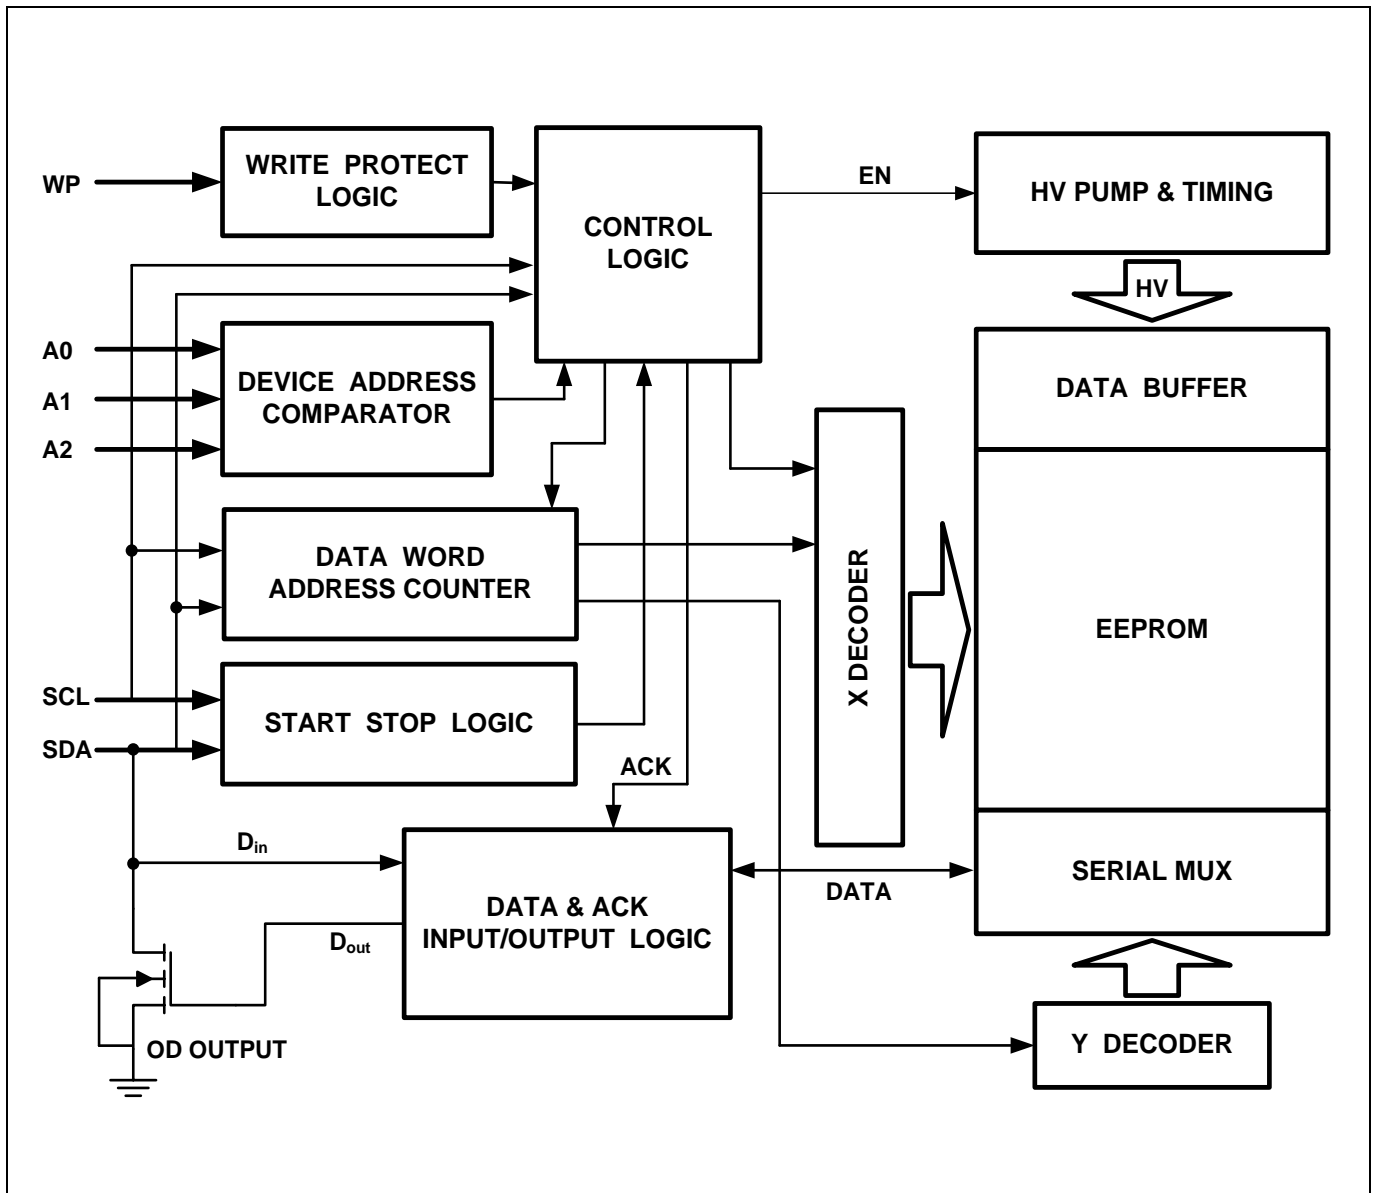 WP
WRITE PROTECT
LOGIC
CONTROL
LOGIC
EN
HV PUMP & TIMING
HV
A0
A1
A2
DEVICE ADDRESS
COMPARATOR
DATA BUFFER
DATA WORD
ADDRESS COUNTER
X DECODER
EEPROM
SCL
SDA
START STOP LOGIC
ACK
Din
DATA & ACK
INPUT/OUTPUT LOGIC
DATA
SERIAL MUX
Dout
OD OUTPUT
Y DECODER